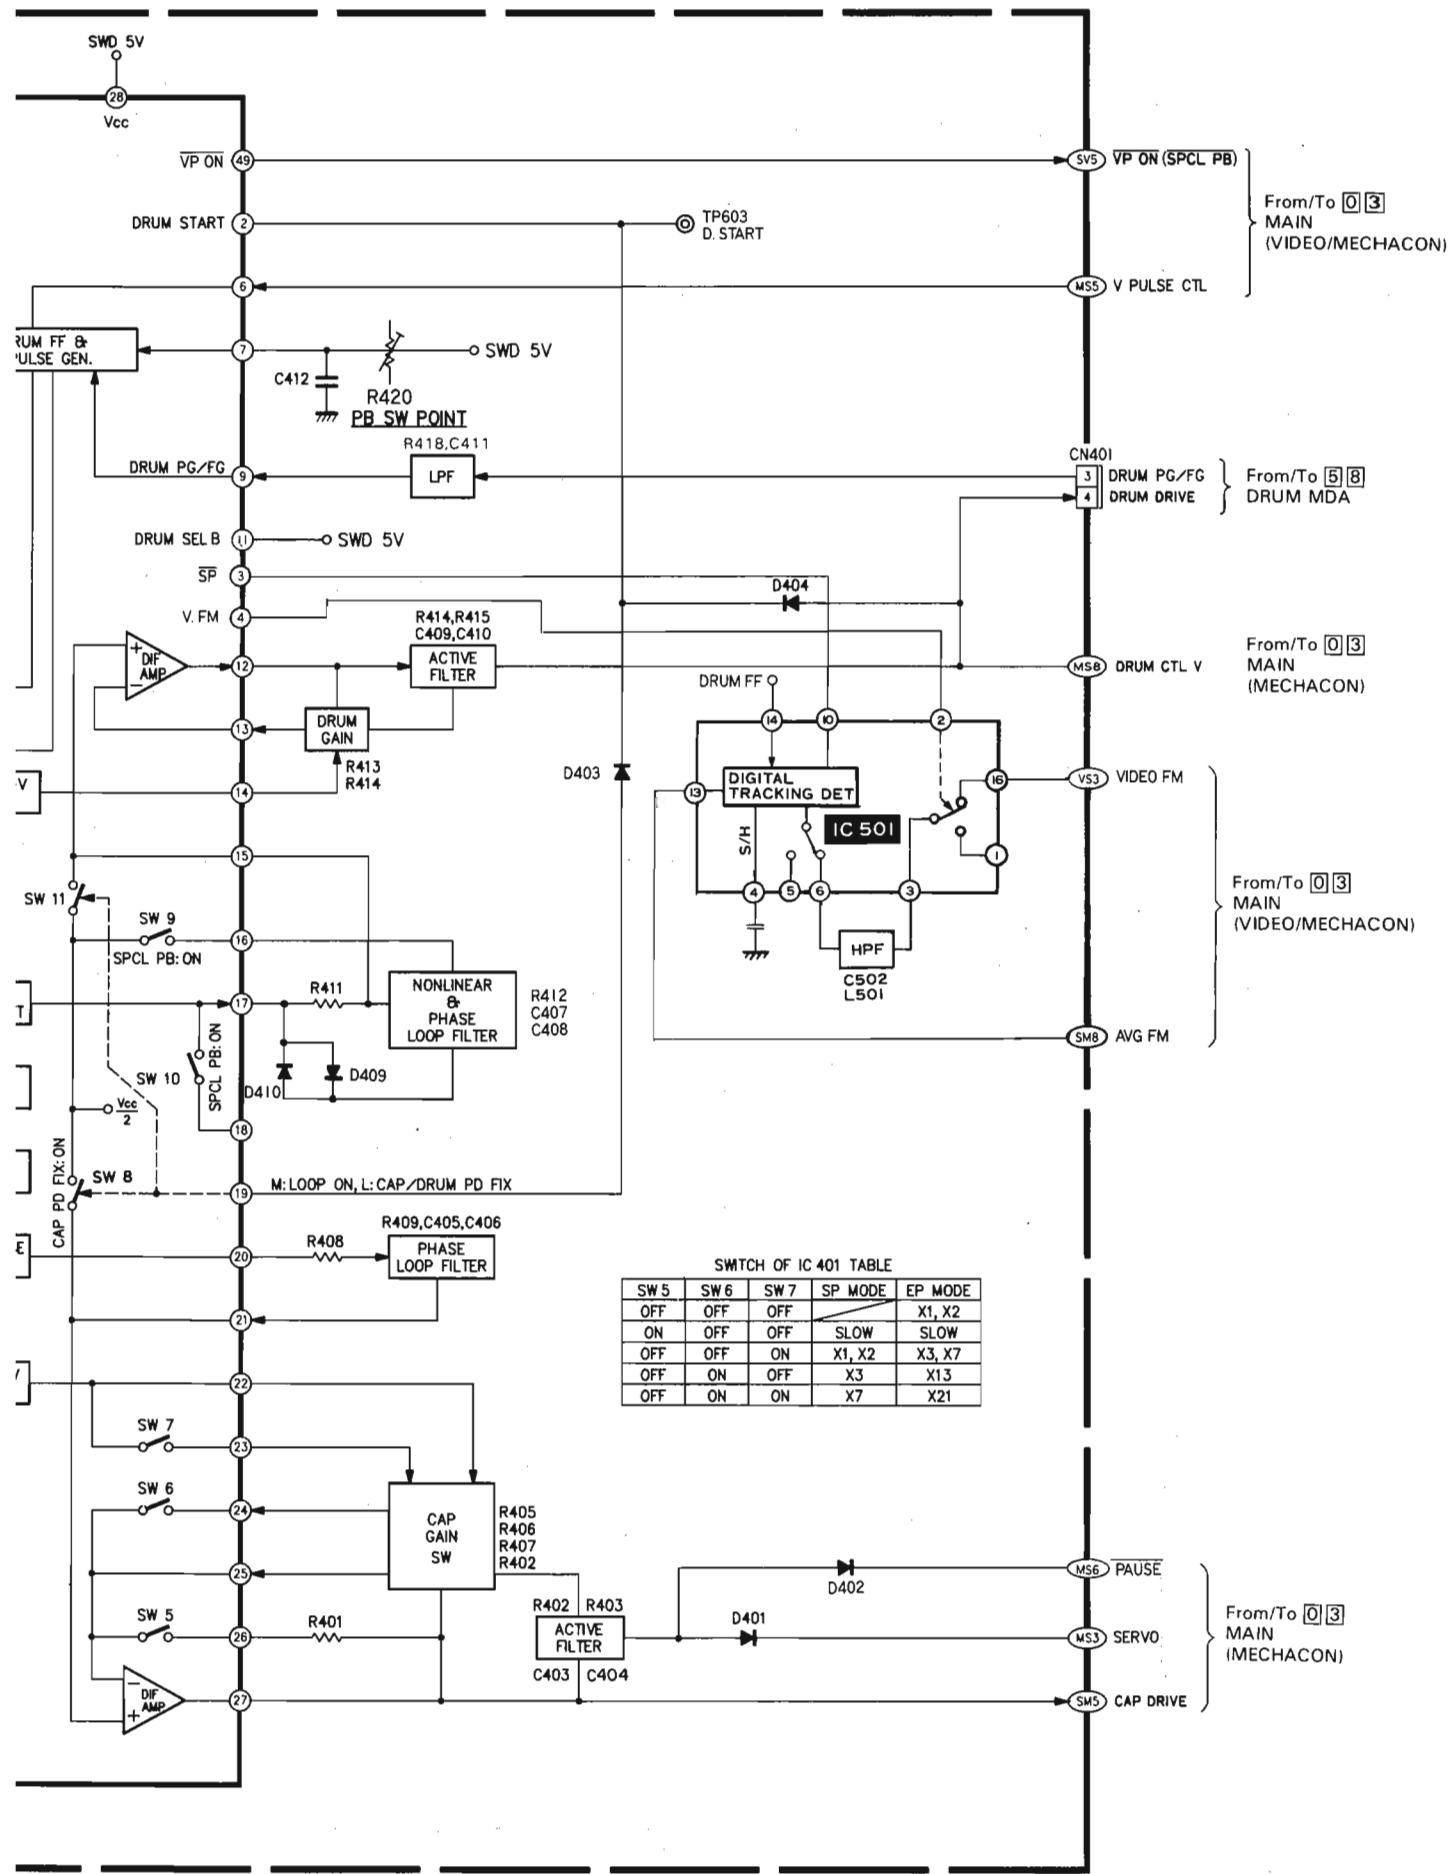 SWD 5V
28
Vcc
VP ON
49
SV5
VP ON (SPCL PB)
From/To 0 3
MAIN
(VIDEO/MECHACON)
DRUM START
2
TP603
D. START
6
MS5
V PULSE CTL
RUM FF &
ULSE GEN.
7
SWD 5V
C412
R420
PB SW POINT
R418,C411
DRUM PG/FG
9
LPF
CN401
3
DRUM PG/FG
4
DRUM DRIVE
From/To 5 8
DRUM MDA
DRUM SEL B
11
SWD 5V
SP
3
D404
V. FM
4
R414,R415
C409,C410
+
DIF
AMP
−
12
ACTIVE
FILTER
MS8
DRUM CTL V
From/To 0 3
MAIN
(MECHACON)
DRUM FF
13
DRUM
GAIN
R413
R414
14
10
2
V
14
D403
DIGITAL
TRACKING DET
13
16
VS3
VIDEO FM
IC 501
S/H
15
1
4
5
6
3
HPF
C502
L501
From/To 0 3
MAIN
(VIDEO/MECHACON)
SM8
AVG FM
SW 11
SW 9
16
SPCL PB: ON
T
17
R411
NONLINEAR
&
PHASE
LOOP FILTER
R412
C407
C408
SW 10
SPCL PB: ON
D410
D409
Vcc
2
18
CAP PD FIX: ON
SW 8
19
M: LOOP ON, L: CAP/DRUM PD FIX
R409,C405,C406
E
20
R408
PHASE
LOOP FILTER
21
SWITCH OF IC 401 TABLE
SW 5 SW 6 SW 7 SP MODE EP MODE
OFF OFF OFF X1, X2
ON OFF OFF SLOW SLOW
OFF OFF ON X1, X2 X3, X7
OFF ON OFF X3 X13
OFF ON ON X7 X21
22
SW 7
23
SW 6
24
CAP
GAIN
SW
R405
R406
R407
R402
25
SW 5
26
R401
R402 R403
ACTIVE
FILTER
C403 C404
D402
MS6
PAUSE
D401
MS3
SERVO
From/To 0 3
MAIN
(MECHACON)
−
DIF
AMP
+
27
SM5
CAP DRIVE